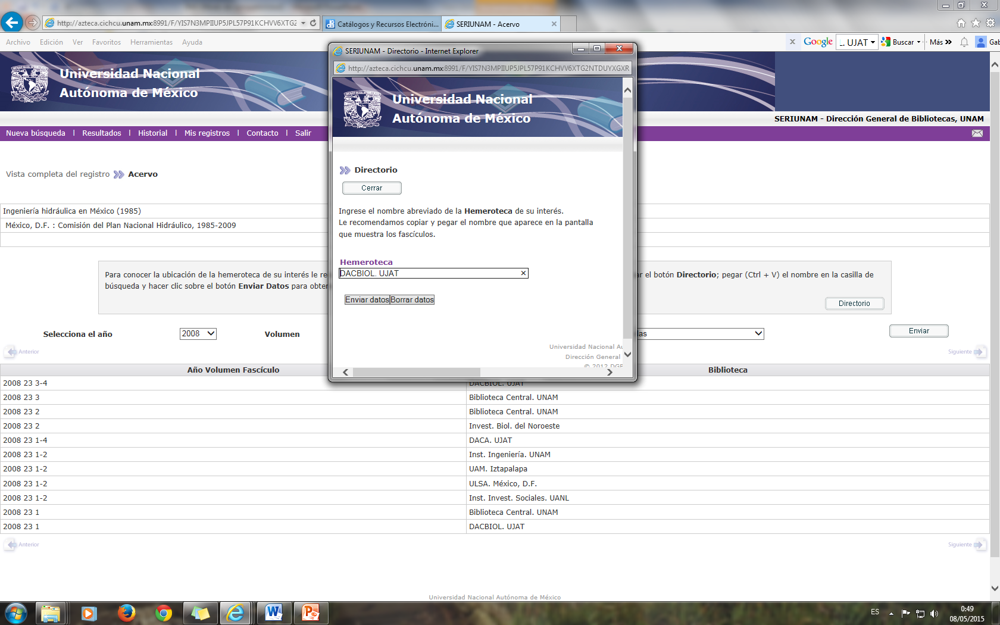 http://azteca.cichcu.unam.mx:8991/F/YIS7N3MPIIUP5JPL57P91KCHVV6XTG2
Catálogos y Recursos Electróni...
SERIUNAM - Acervo
Archivo Edición Ver Favoritos Herramientas Ayuda
x Google .. UJAT Buscar Más » Gab
Universidad Nacional
Autónoma de México
SERIUNAM - Dirección General de Bibliotecas, UNAM
Nueva búsqueda | Resultados | Historial | Mis registros | Contacto | Salir
Vista completa del registro Acervo
Ingeniería hidráulica en México (1985)
México, D.F. : Comisión del Plan Nacional Hidráulico, 1985-2009
Para conocer la ubicación de la hemeroteca de su interés le re
ar el botón Directorio; pegar (Ctrl + V) el nombre en la casilla de
búsqueda y hacer clic sobre el botón Enviar Datos para obter
Directorio
Selecciona el año 2008 Volumen las Enviar
Anterior Siguiente
Año Volumen Fascículo Biblioteca
2008 23 3-4 DACBIOL. UJAT
2008 23 3 Biblioteca Central. UNAM
2008 23 2 Biblioteca Central. UNAM
2008 23 2 Invest. Biol. del Noroeste
2008 23 1-4 DACA. UJAT
2008 23 1-2 Inst. Ingeniería. UNAM
2008 23 1-2 UAM. Iztapalapa
2008 23 1-2 ULSA. México, D.F.
2008 23 1-2 Inst. Invest. Sociales. UANL
2008 23 1 Biblioteca Central. UNAM
2008 23 1 DACBIOL. UJAT
Anterior Siguiente
Universidad Nacional Autónoma de México
SERIUNAM - Directorio - Internet Explorer
http://azteca.cichcu.unam.mx:8991/F/YIS7N3MPIIUP5JPL57P91KCHVV6XTG2NTDUYXGXR
Universidad Nacional
Autónoma de México
Directorio
Cerrar
Ingrese el nombre abreviado de la Hemeroteca de su interés.
Le recomendamos copiar y pegar el nombre que aparece en la pantalla
que muestra los fascículos.
Hemeroteca
DACBIOL. UJAT
Enviar datos Borrar datos
Universidad Nacional Au
Dirección General
© 2012 DGB
ES 0:49
08/05/2015